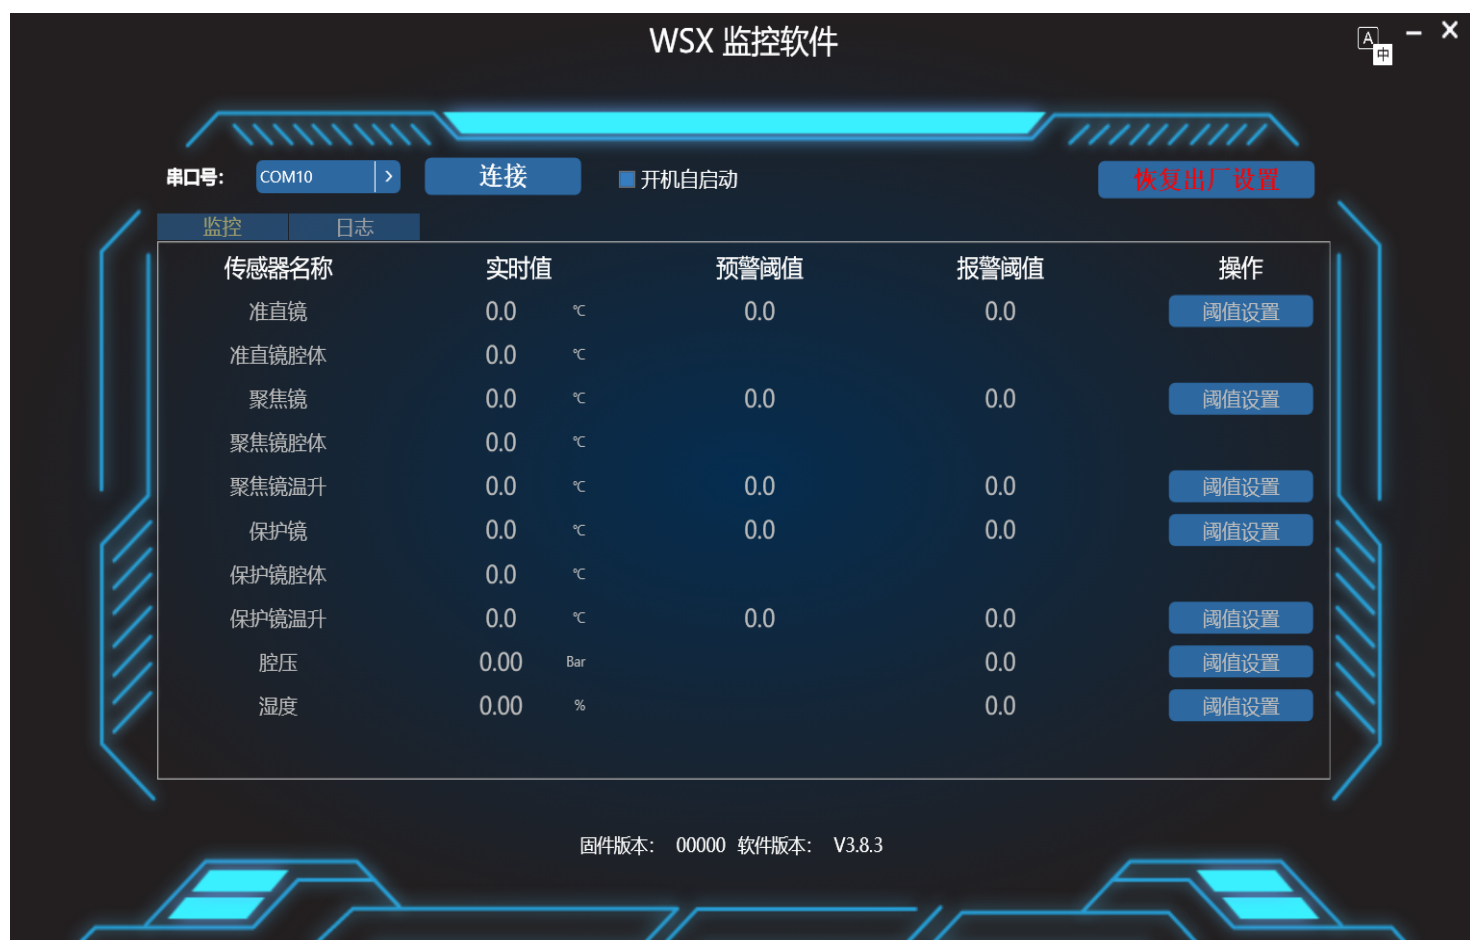 WSX 监控软件
A
中
串口号: COM10 > 连接 开机自启动 恢复出厂设置
监控 日志
传感器名称 实时值 预警阈值 报警阈值 操作
准直镜 0.0 ℃ 0.0 0.0 阈值设置
准直镜腔体 0.0 ℃
聚焦镜 0.0 ℃ 0.0 0.0 阈值设置
聚焦镜腔体 0.0 ℃
聚焦镜温升 0.0 ℃ 0.0 0.0 阈值设置
保护镜 0.0 ℃ 0.0 0.0 阈值设置
保护镜腔体 0.0 ℃
保护镜温升 0.0 ℃ 0.0 0.0 阈值设置
腔压 0.00 Bar 0.0 阈值设置
湿度 0.00 % 0.0 阈值设置
固件版本: 00000 软件版本: V3.8.3